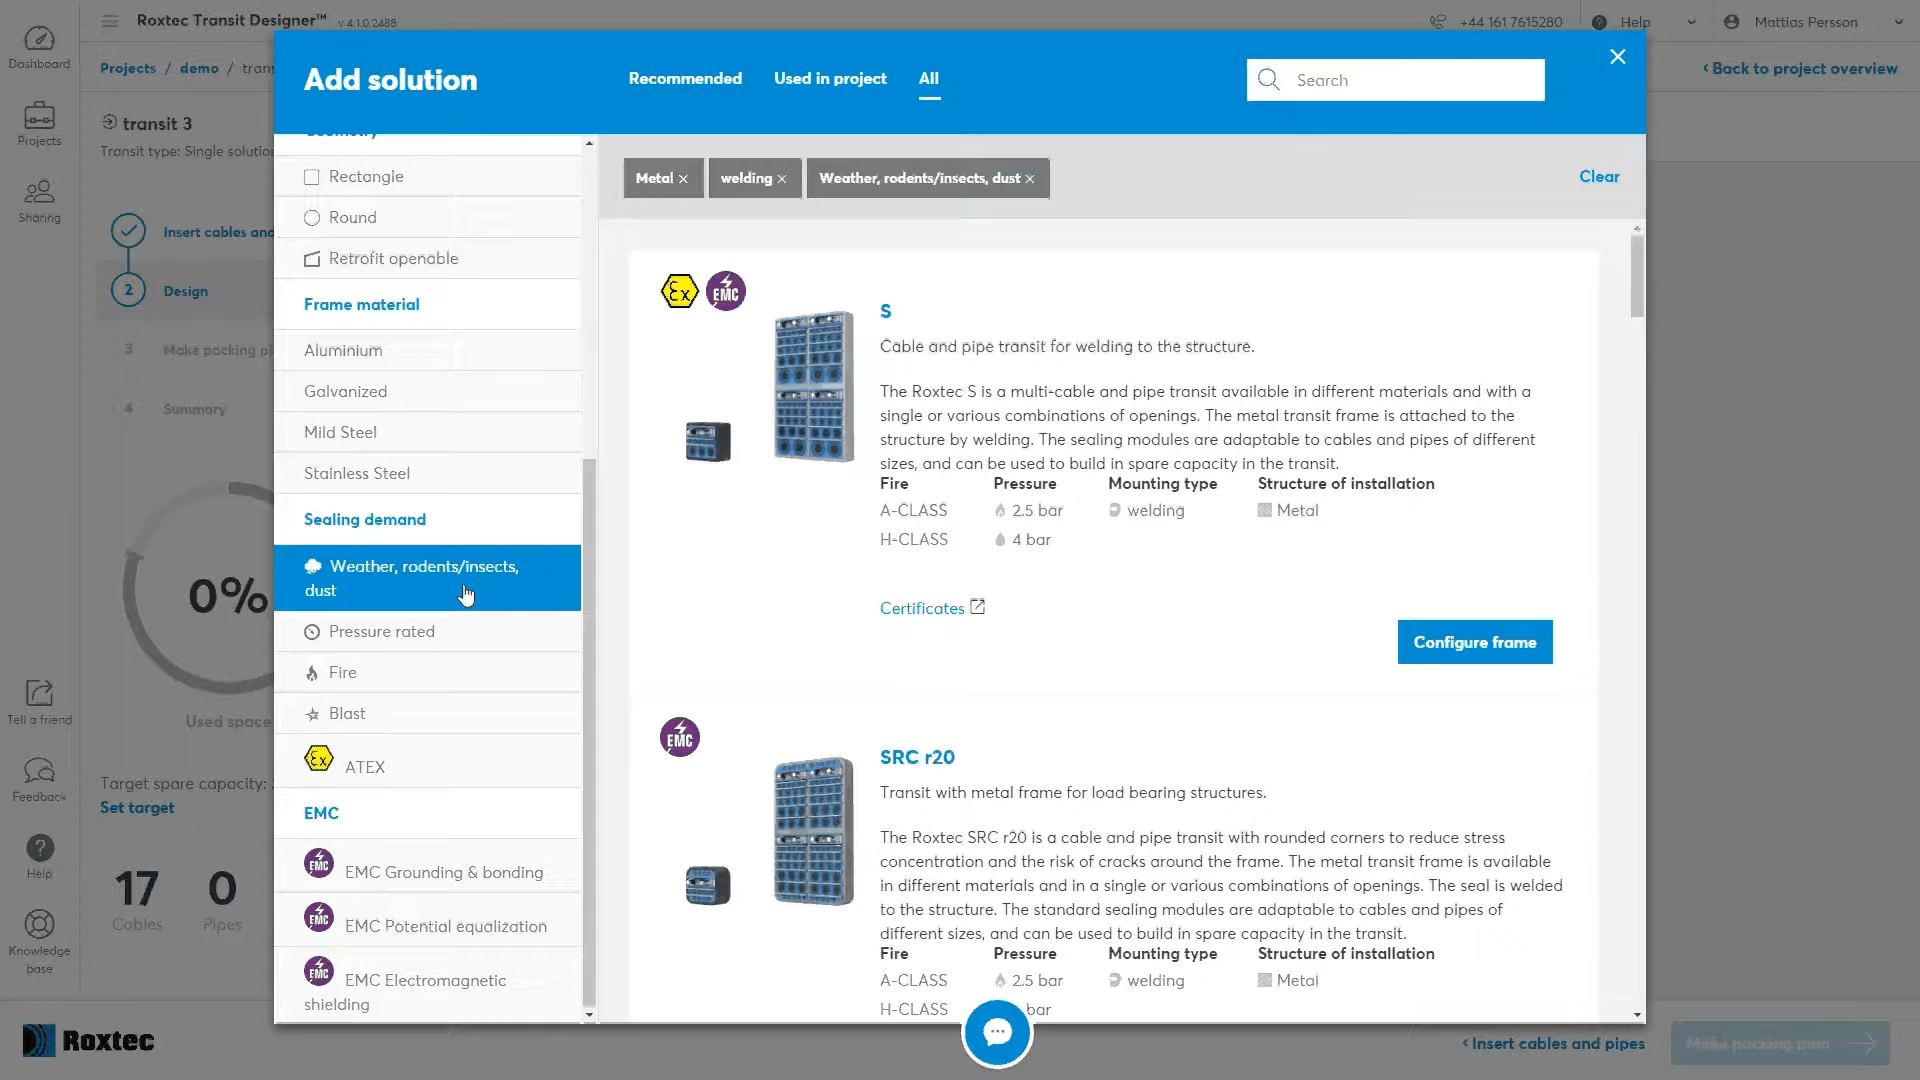 Roxtec Transit Designer™ v 4.1.0.2488
+44 161 7615280
Help
Mattias Persson
Dashboard
Projects
Sharing
Tell a friend
Feedback
Help
Knowledge
base
Roxtec
Projects / demo /
Back to project overview
transit 3
Transit type: Single
Insert cables and
2 Design
3 Make packing
4 Summary
0%
Used space
Target spare capacity:
Set target
17 0
Cables Pipes
Add solution
Recommended
Used in project
All
Search
Geometry
Rectangle
Round
Retrofit openable
Frame material
Aluminium
Galvanized
Mild Steel
Stainless Steel
Sealing demand
Weather, rodents/insects,
dust
Pressure rated
Fire
Blast
Ex ATEX
EMC
EMC EMC Grounding & bonding
EMC EMC Potential equalization
EMC EMC Electromagnetic
shielding
Metal × welding × Weather, rodents/insects, dust ×
Clear
Ex EMC
S
Cable and pipe transit for welding to the structure.
The Roxtec S is a multi-cable and pipe transit available in different materials and with a
single or various combinations of openings. The metal transit frame is attached to the
structure by welding. The sealing modules are adaptable to cables and pipes of different
sizes, and can be used to build in spare capacity in the transit.
Fire Pressure Mounting type Structure of installation
A-CLASS 2.5 bar welding Metal
H-CLASS 4 bar
Certificates
Configure frame
EMC
SRC r20
Transit with metal frame for load bearing structures.
The Roxtec SRC r20 is a cable and pipe transit with rounded corners to reduce stress
concentration and the risk of cracks around the frame. The metal transit frame is available
in different materials and in a single or various combinations of openings. The seal is welded
to the structure. The standard sealing modules are adaptable to cables and pipes of
different sizes, and can be used to build in spare capacity in the transit.
Fire Pressure Mounting type Structure of installation
A-CLASS 2.5 bar welding Metal
H-CLASS bar
Insert cables and pipes
Make packing plan